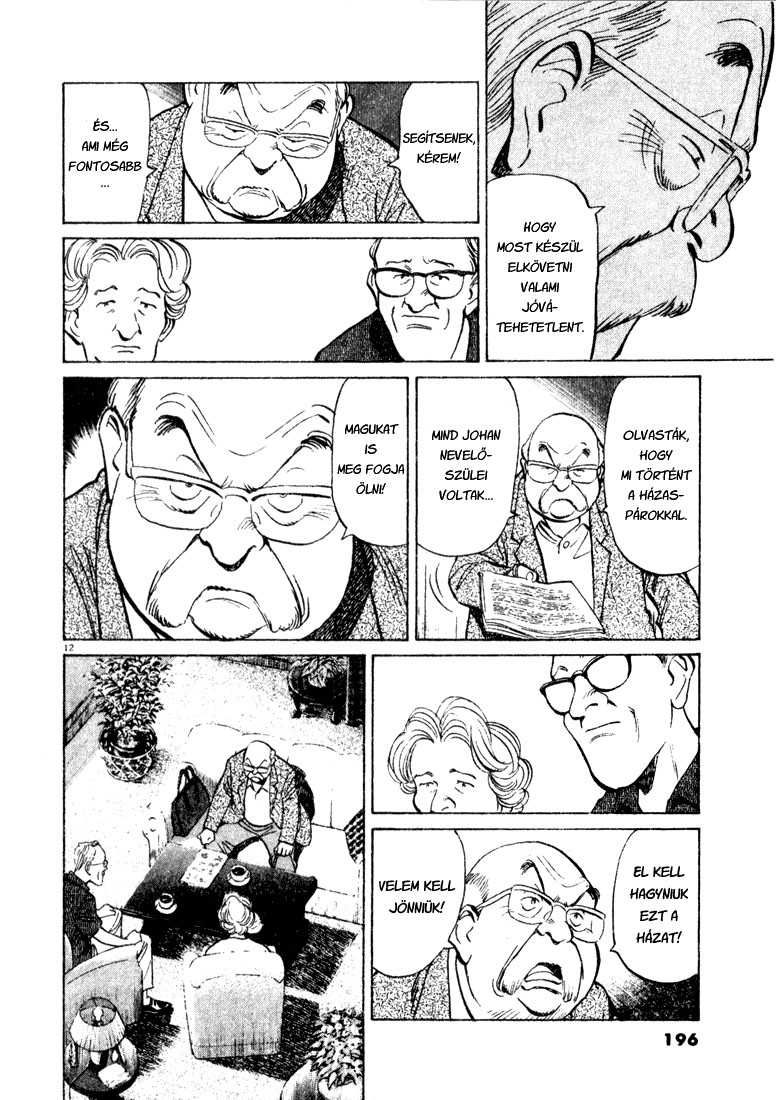 HOGY
MOST KÉSZÜL
ELKÖVETNI
VALAMI
JÓVÁ-
TEHETETLENT.
SEGÍTSENEK,
KÉREM!
ÉS...
AMI MÉG
FONTOSABB
...
OLVASTÁK,
HOGY
MI TÖRTÉNT
A HÁZAS-
PÁROKKAL.
MIND JOHAN
NEVELŐ-
SZÜLEI
VOLTAK...
MAGUKAT
IS
MEG FOGJA
ÖLNI!
12
EL KELL
HAGYNIUK
EZT A
HÁZAT!
VELEM KELL
JÖNNIÜK!
196